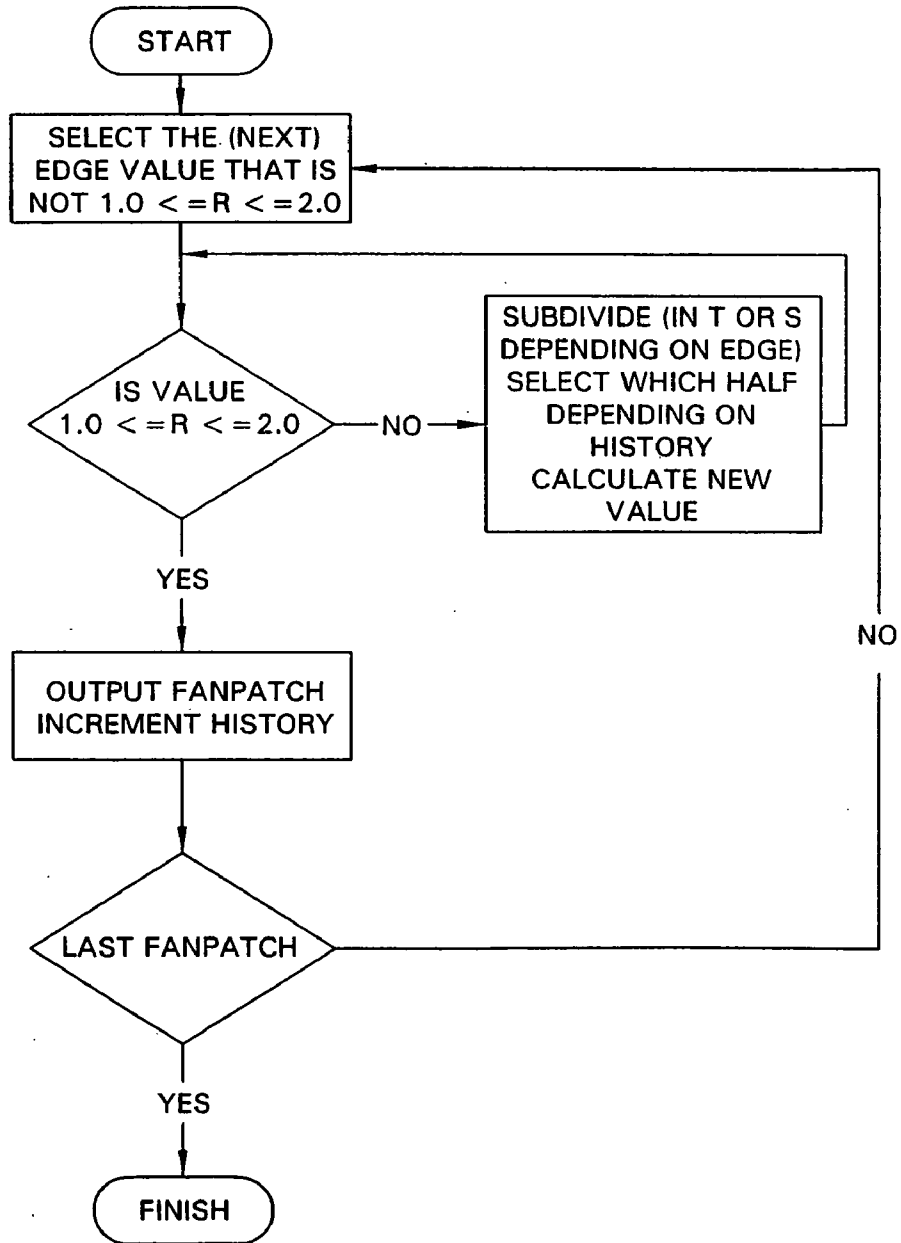 START
SELECT THE (NEXT)
EDGE VALUE THAT IS
NOT 1.0 < =R < =2.0
IS VALUE
1.0 < =R < =2.0
NO
SUBDIVIDE (IN T OR S
DEPENDING ON EDGE)
SELECT WHICH HALF
DEPENDING ON
HISTORY
CALCULATE NEW
VALUE
YES
OUTPUT FANPATCH
INCREMENT HISTORY
NO
LAST FANPATCH
YES
FINISH